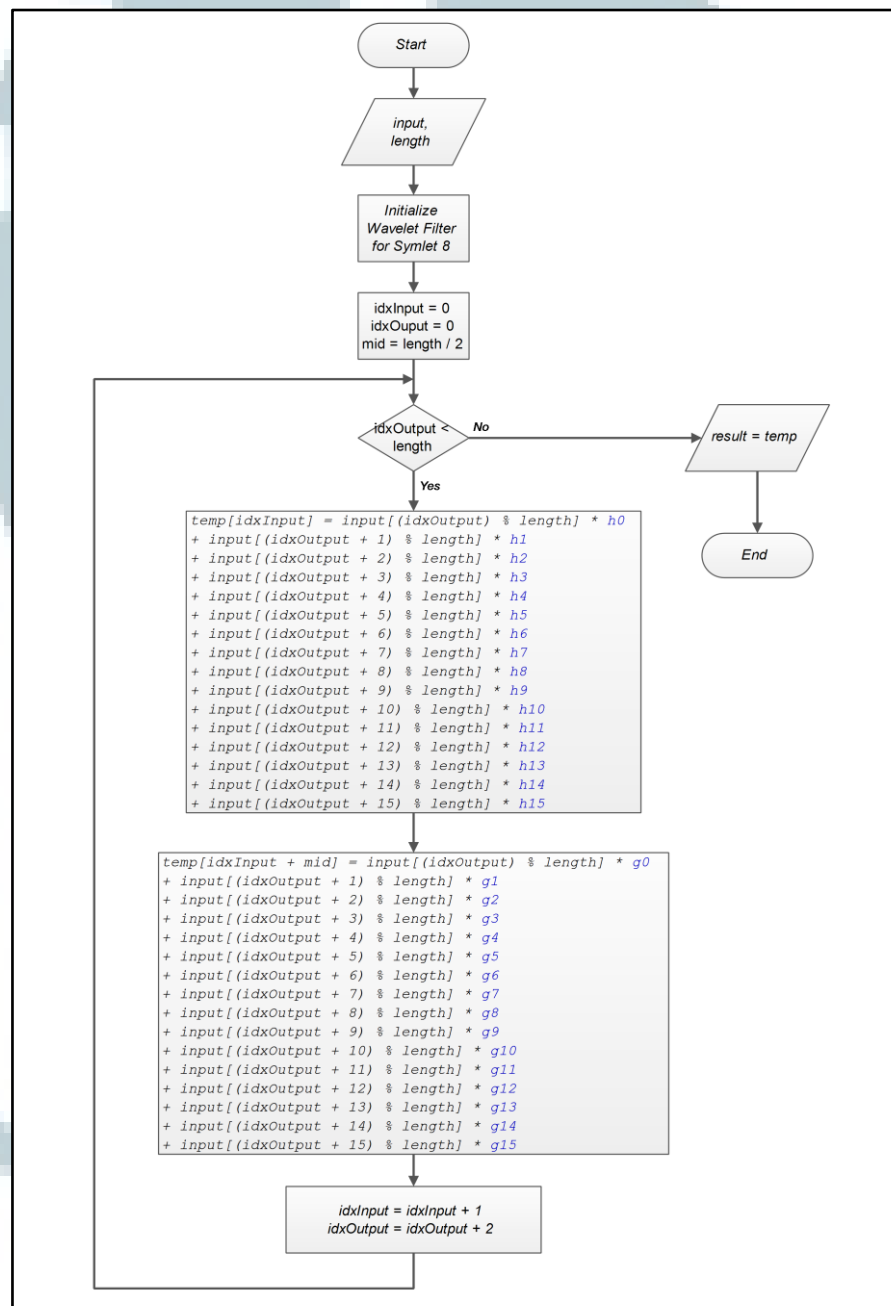 Start
input,
length
Initialize
Wavelet Filter
for Symlet 8
idxInput = 0
idxOuput = 0
mid = length / 2
idxOutput <
length
No
result = temp
Yes
End
temp[idxInput] = input[(idxOutput) % length] * h0
+ input[(idxOutput + 1) % length] * h1
+ input[(idxOutput + 2) % length] * h2
+ input[(idxOutput + 3) % length] * h3
+ input[(idxOutput + 4) % length] * h4
+ input[(idxOutput + 5) % length] * h5
+ input[(idxOutput + 6) % length] * h6
+ input[(idxOutput + 7) % length] * h7
+ input[(idxOutput + 8) % length] * h8
+ input[(idxOutput + 9) % length] * h9
+ input[(idxOutput + 10) % length] * h10
+ input[(idxOutput + 11) % length] * h11
+ input[(idxOutput + 12) % length] * h12
+ input[(idxOutput + 13) % length] * h13
+ input[(idxOutput + 14) % length] * h14
+ input[(idxOutput + 15) % length] * h15
temp[idxInput + mid] = input[(idxOutput) % length] * g0
+ input[(idxOutput + 1) % length] * g1
+ input[(idxOutput + 2) % length] * g2
+ input[(idxOutput + 3) % length] * g3
+ input[(idxOutput + 4) % length] * g4
+ input[(idxOutput + 5) % length] * g5
+ input[(idxOutput + 6) % length] * g6
+ input[(idxOutput + 7) % length] * g7
+ input[(idxOutput + 8) % length] * g8
+ input[(idxOutput + 9) % length] * g9
+ input[(idxOutput + 10) % length] * g10
+ input[(idxOutput + 11) % length] * g11
+ input[(idxOutput + 12) % length] * g12
+ input[(idxOutput + 13) % length] * g13
+ input[(idxOutput + 14) % length] * g14
+ input[(idxOutput + 15) % length] * g15
idxInput = idxInput + 1
idxOutput = idxOutput + 2